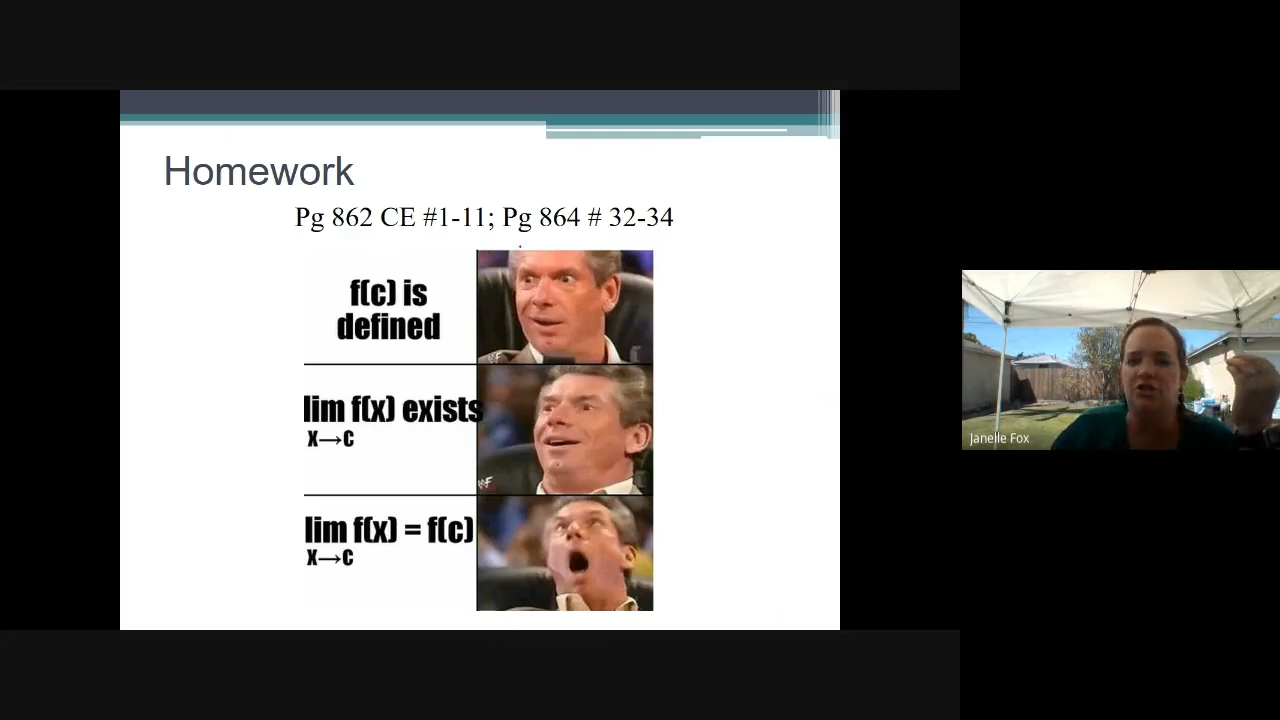 Homework
Pg 862 CE #1-11; Pg 864 # 32-34
f(c) is
defined
lim f(x) exists
x→c
lim f(x) = f(c)
x→c
Janelle Fox